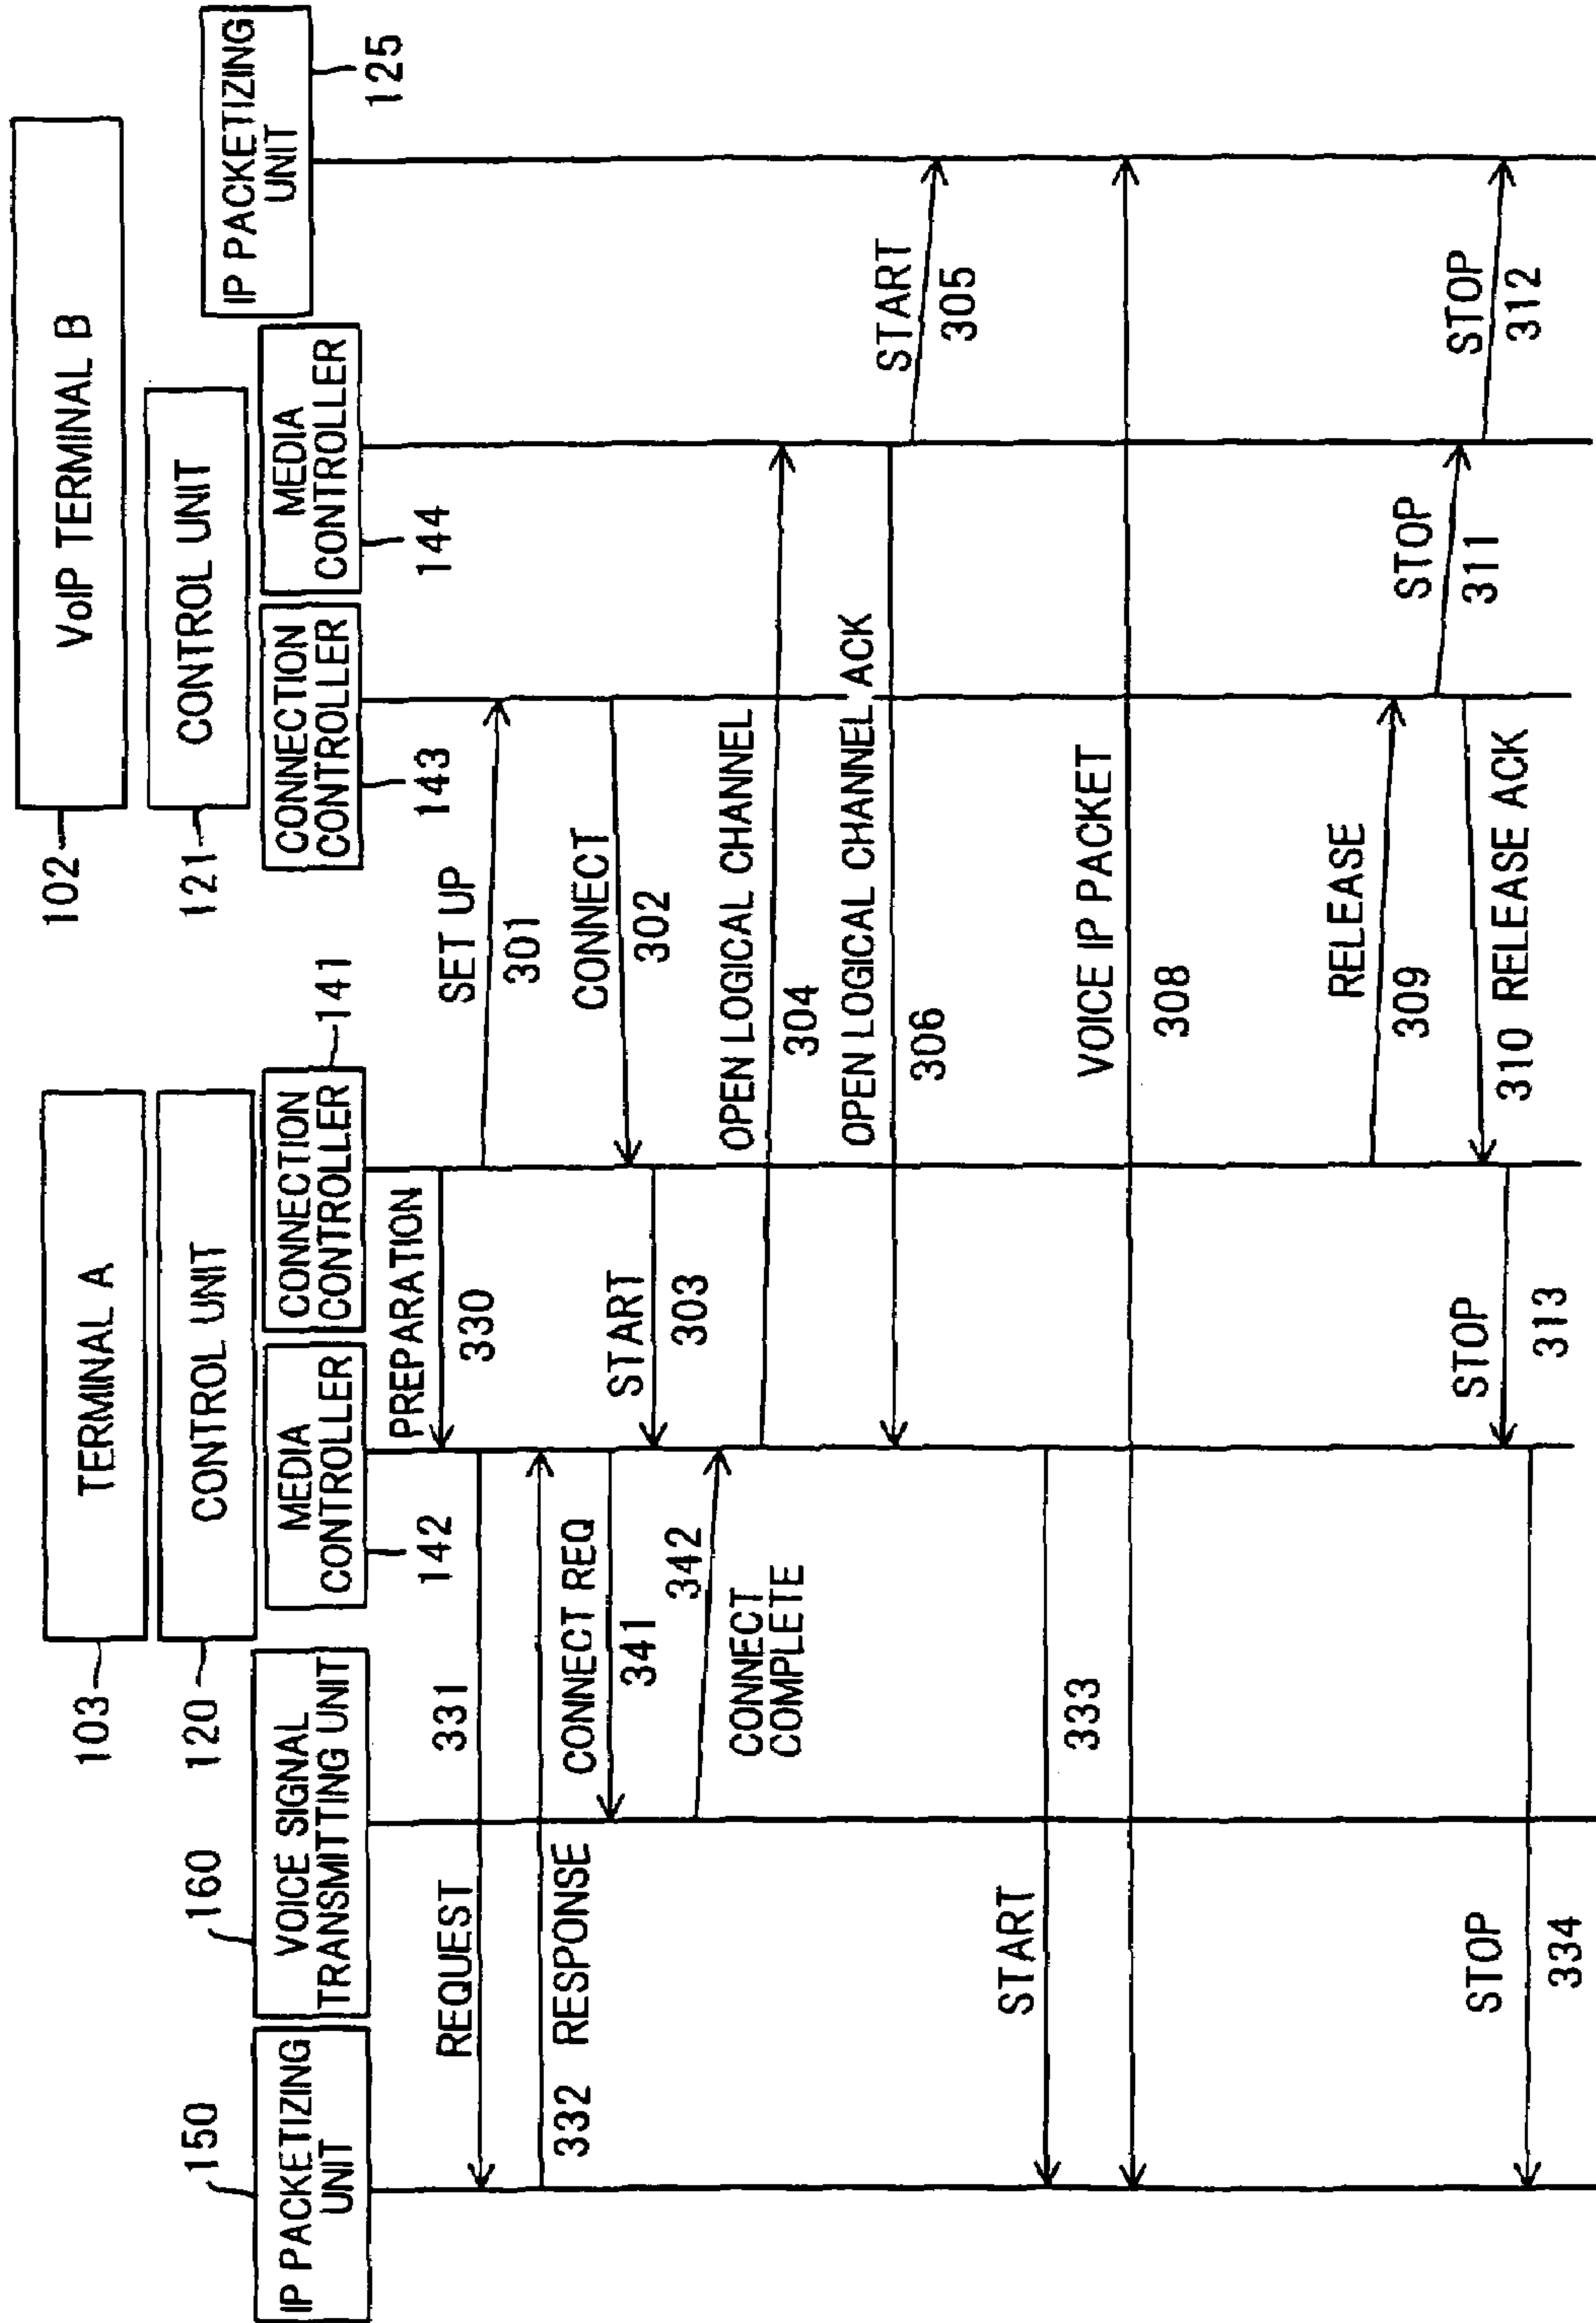 TERMINAL A
103
VoIP TERMINAL B
102
CONTROL UNIT
120
CONTROL UNIT
121
IP PACKETIZING
UNIT
150
VOICE SIGNAL
TRANSMITTING UNIT
160
MEDIA
CONTROLLER
142
CONNECTION
CONTROLLER
141
CONNECTION
CONTROLLER
143
MEDIA
CONTROLLER
144
IP PACKETIZING
UNIT
125
PREPARATION
330
REQUEST
331
SET UP
301
332 RESPONSE
CONNECT REQ
341
CONNECT
302
START
303
342
CONNECT
COMPLETE
OPEN LOGICAL CHANNEL
304
OPEN LOGICAL CHANNEL ACK
306
START
305
START
333
VOICE IP PACKET
308
RELEASE
309
STOP
311
310 RELEASE ACK
STOP
312
STOP
313
STOP
334